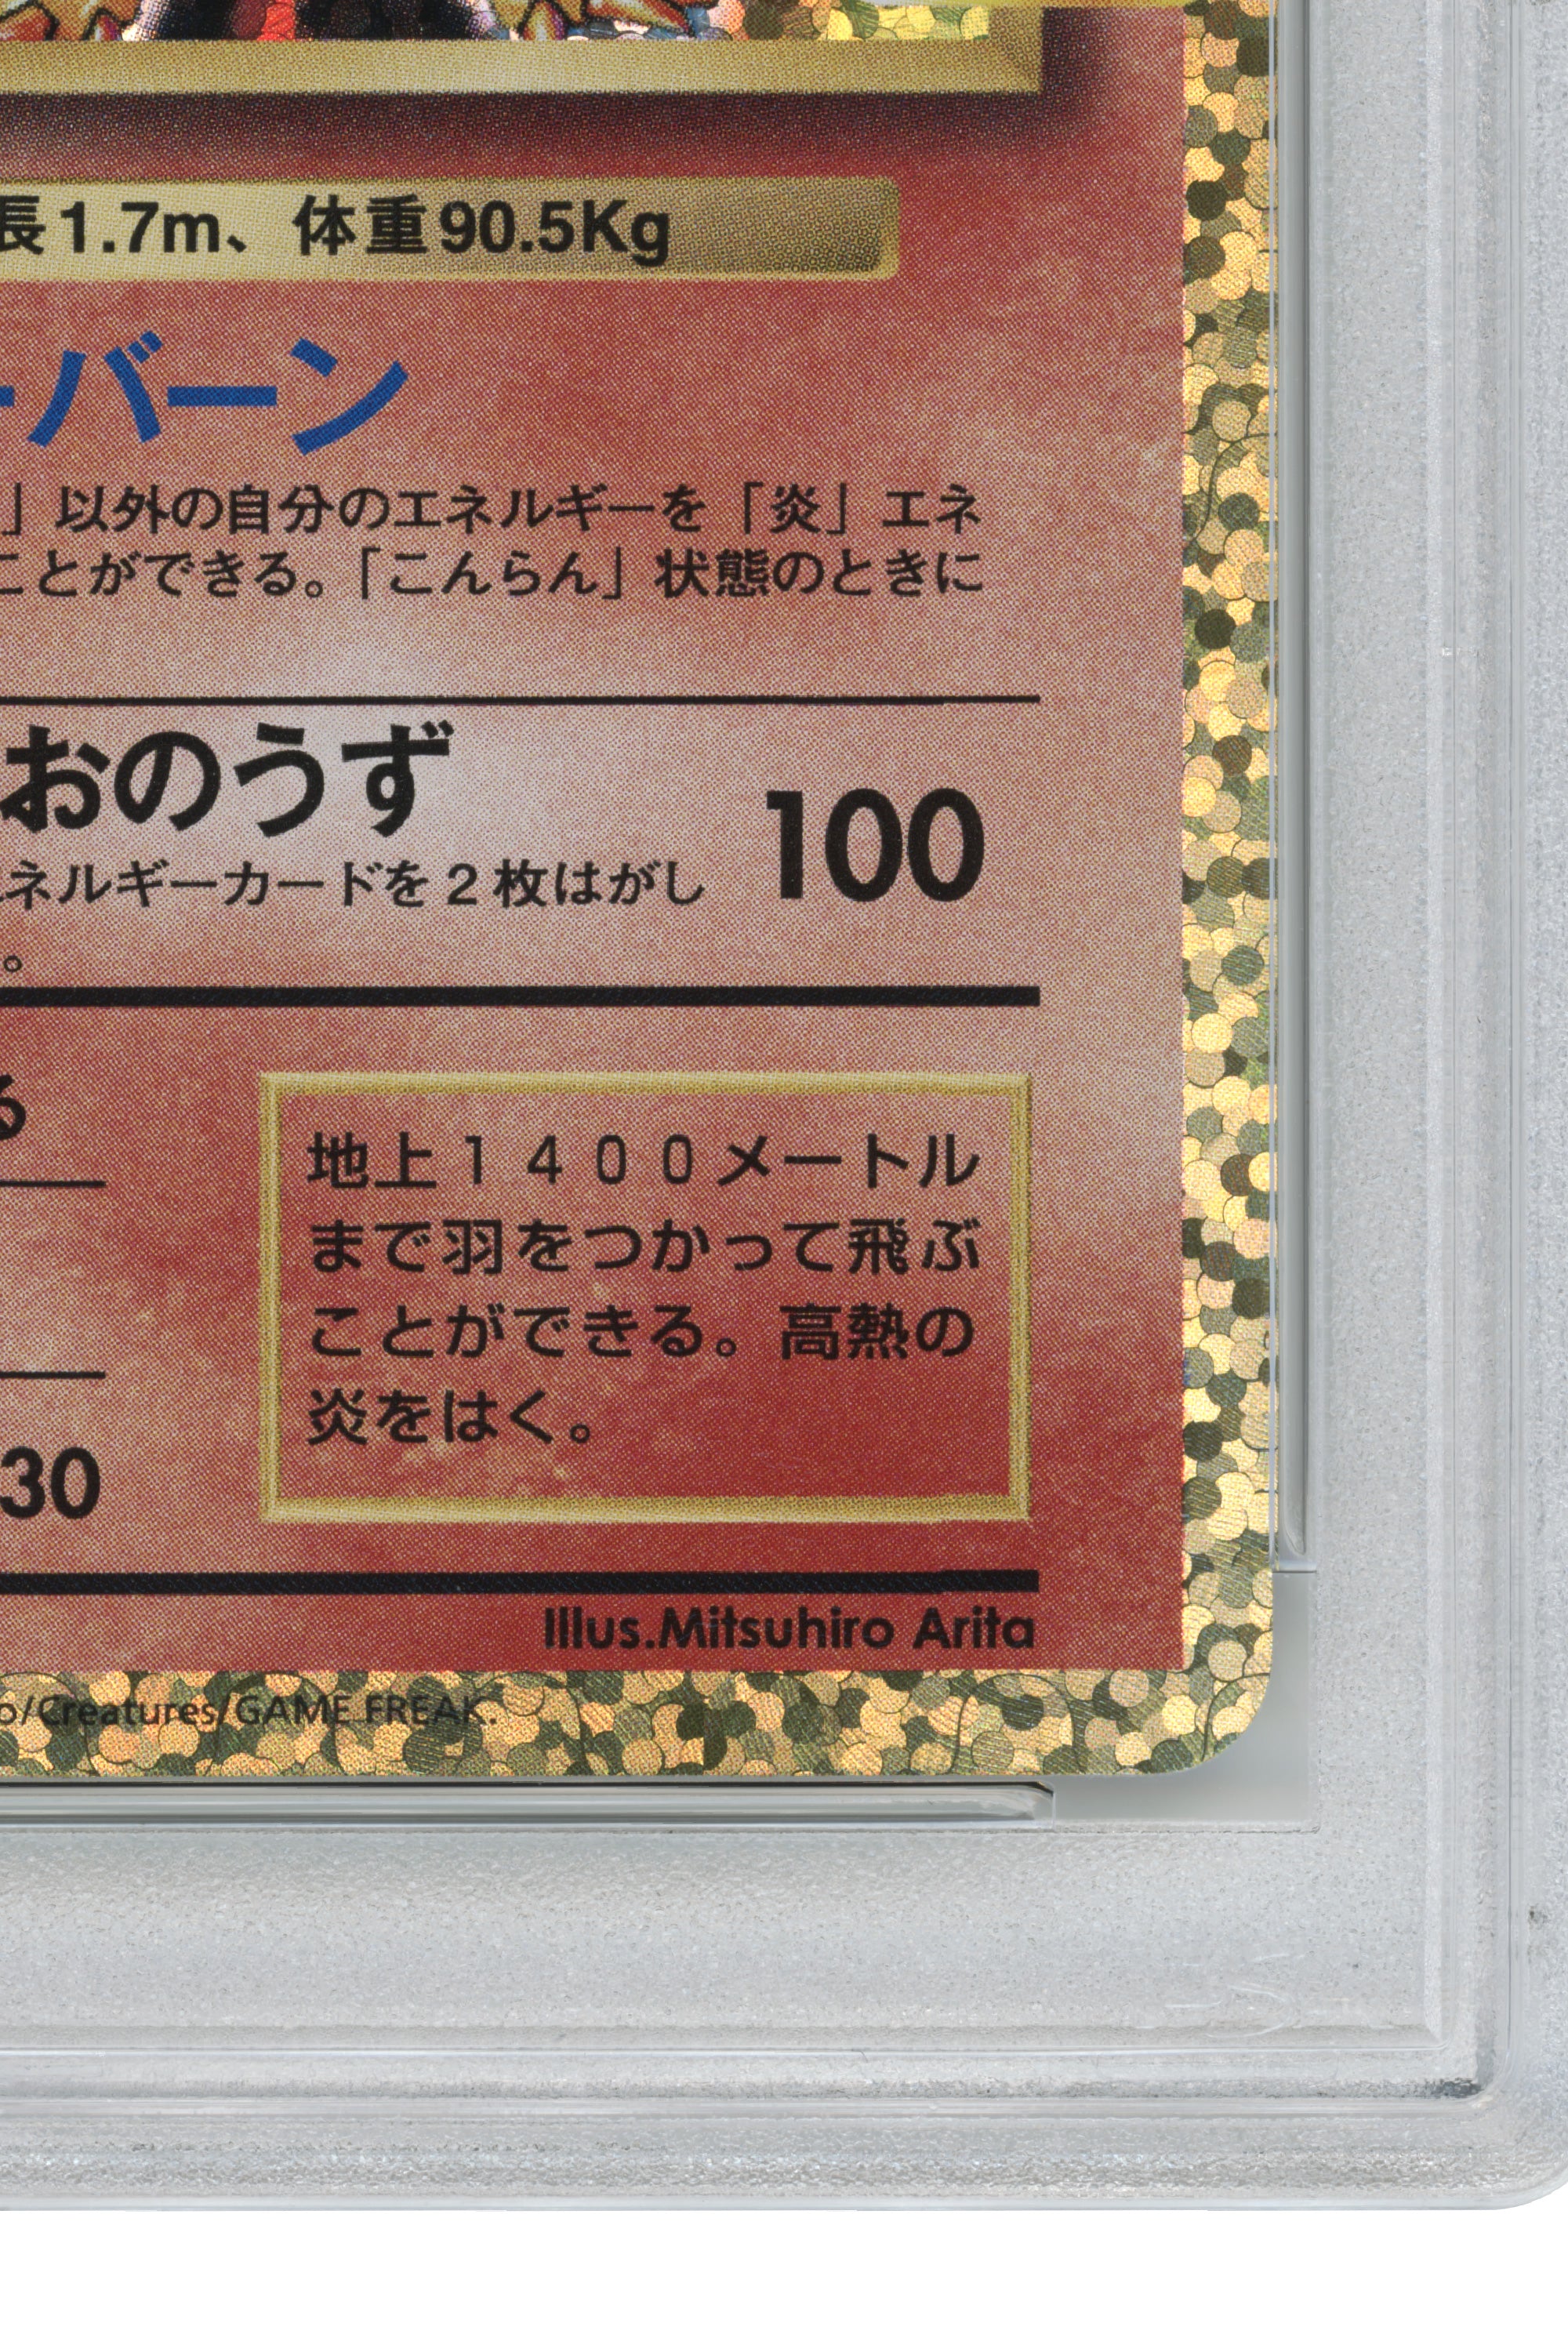 長1.7m、体重90.5Kg
ーバーン
」以外の自分のエネルギーを「炎」エネ
ことができる。「こんらん」状態のときに
おのうず
100
ネルギーカードを2枚はがし
。
る
地上1400メートル
まで羽をつかって飛ぶ
ことができる。高熱の
炎をはく。
30
Illus.Mitsuhiro Arita
o/Creatures/GAME FREAK.